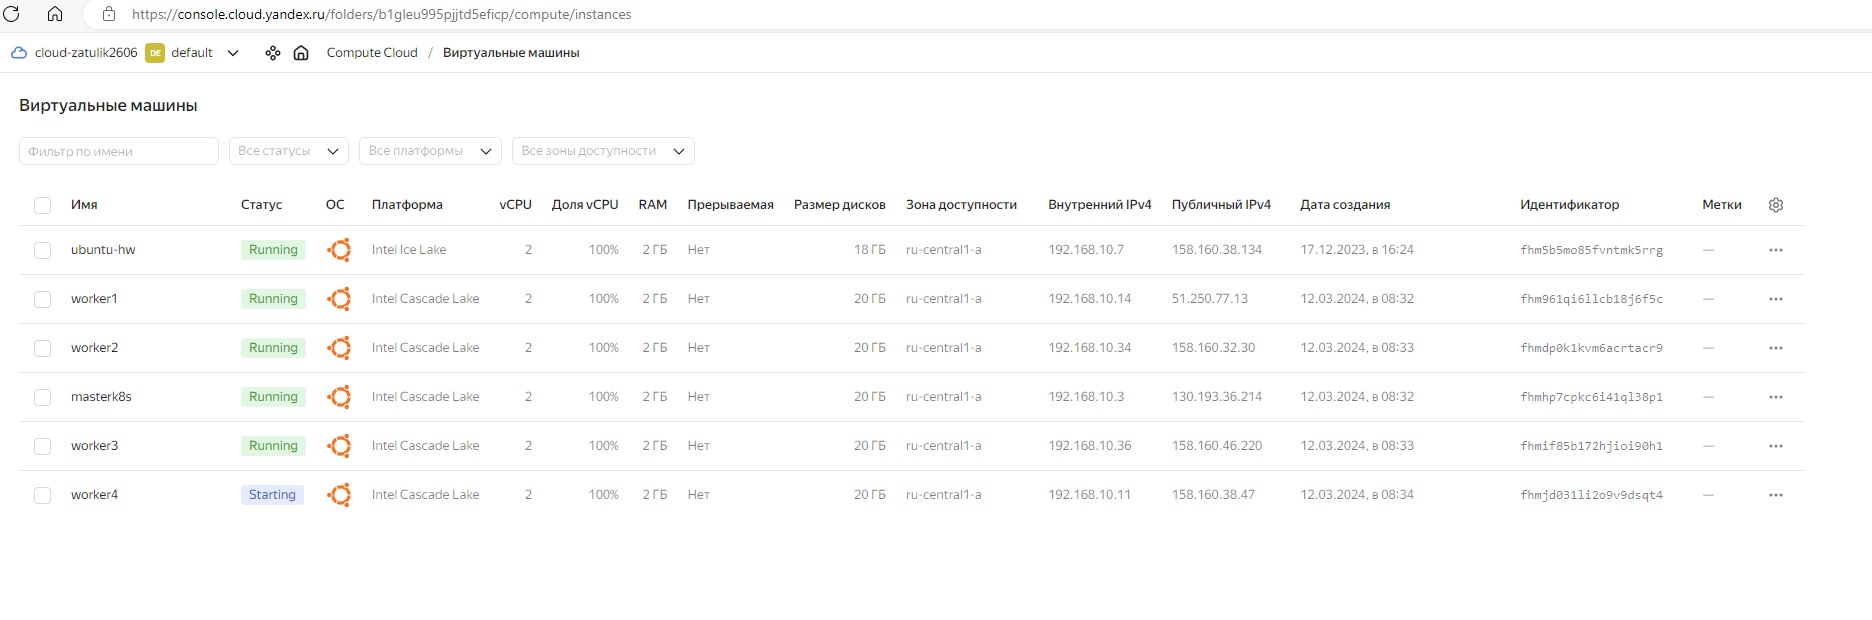 https://console.cloud.yandex.ru/folders/b1gleu995pjjtd5eficp/compute/instances
cloud-zatulik2606 DE default Compute Cloud / Виртуальные машины
Виртуальные машины
Фильтр по имени Все статусы Все платформы Все зоны доступности
Имя Статус ОС Платформа vCPU Доля vCPU RAM Прерываемая Размер дисков Зона доступности Внутренний IPv4 Публичный IPv4 Дата создания Идентификатор Метки
ubuntu-hw Running Intel Ice Lake 2 100% 2 ГБ Нет 18 ГБ ru-central1-a 192.168.10.7 158.160.38.134 17.12.2023, в 16:24 fhm5b5mo85fvntmk5rrg —
worker1 Running Intel Cascade Lake 2 100% 2 ГБ Нет 20 ГБ ru-central1-a 192.168.10.14 51.250.77.13 12.03.2024, в 08:32 fhm961qi6llcb18j6f5c —
worker2 Running Intel Cascade Lake 2 100% 2 ГБ Нет 20 ГБ ru-central1-a 192.168.10.34 158.160.32.30 12.03.2024, в 08:33 fhmdp0k1kvm6acrtacr9 —
masterk8s Running Intel Cascade Lake 2 100% 2 ГБ Нет 20 ГБ ru-central1-a 192.168.10.3 130.193.36.214 12.03.2024, в 08:32 fhmhp7cpkc6i41ql38p1 —
worker3 Running Intel Cascade Lake 2 100% 2 ГБ Нет 20 ГБ ru-central1-a 192.168.10.36 158.160.46.220 12.03.2024, в 08:33 fhmif85b172hjioi90h1 —
worker4 Starting Intel Cascade Lake 2 100% 2 ГБ Нет 20 ГБ ru-central1-a 192.168.10.11 158.160.38.47 12.03.2024, в 08:34 fhmjd031li2o9v9dsqt4 —